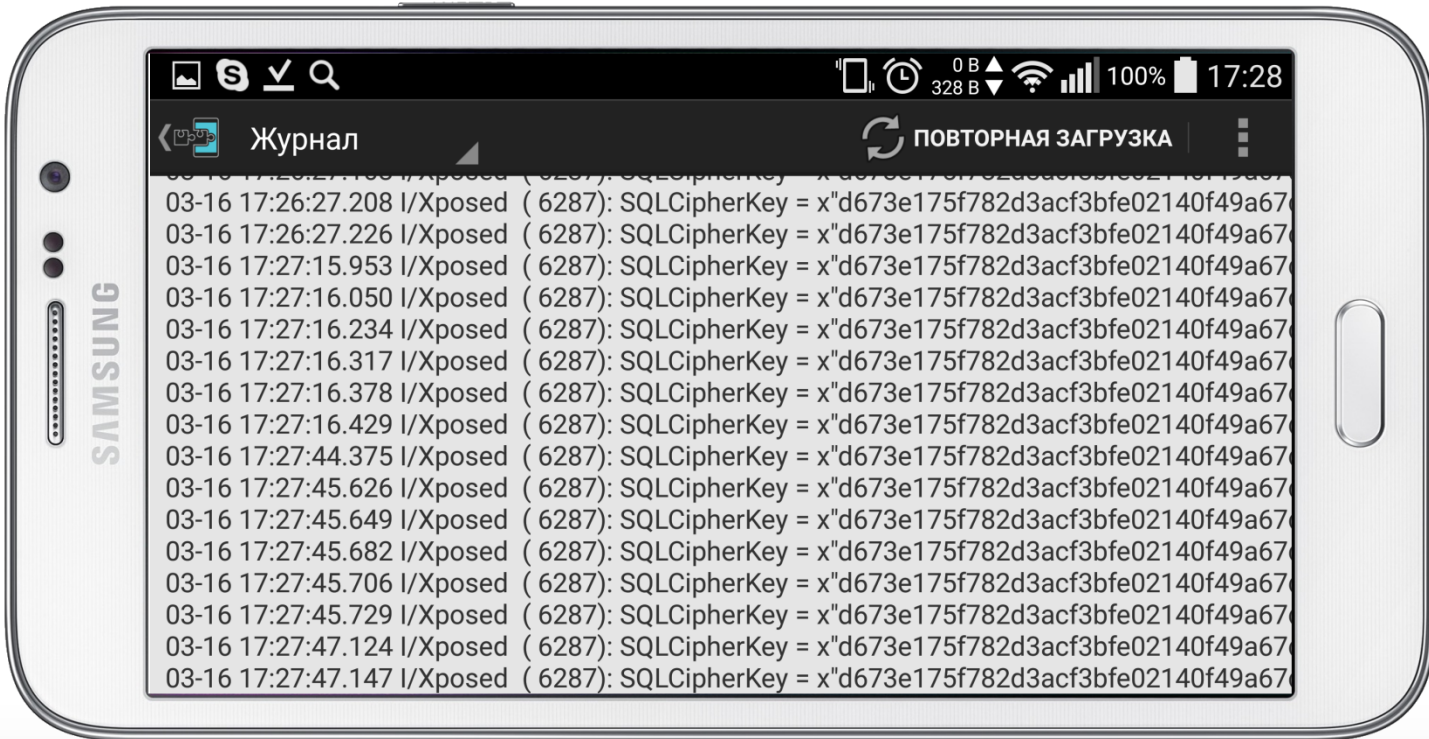 0 B
328 B 100% 17:28
Журнал ПОВТОРНАЯ ЗАГРУЗКА
03-16 17:26:27.208 I/Xposed ( 6287): SQLCipherKey = x"d673e175f782d3acf3bfe02140f49a67
03-16 17:26:27.226 I/Xposed ( 6287): SQLCipherKey = x"d673e175f782d3acf3bfe02140f49a67
03-16 17:27:15.953 I/Xposed ( 6287): SQLCipherKey = x"d673e175f782d3acf3bfe02140f49a67
03-16 17:27:16.050 I/Xposed ( 6287): SQLCipherKey = x"d673e175f782d3acf3bfe02140f49a67
03-16 17:27:16.234 I/Xposed ( 6287): SQLCipherKey = x"d673e175f782d3acf3bfe02140f49a67
03-16 17:27:16.317 I/Xposed ( 6287): SQLCipherKey = x"d673e175f782d3acf3bfe02140f49a67
03-16 17:27:16.378 I/Xposed ( 6287): SQLCipherKey = x"d673e175f782d3acf3bfe02140f49a67
03-16 17:27:16.429 I/Xposed ( 6287): SQLCipherKey = x"d673e175f782d3acf3bfe02140f49a67
03-16 17:27:44.375 I/Xposed ( 6287): SQLCipherKey = x"d673e175f782d3acf3bfe02140f49a67
03-16 17:27:45.626 I/Xposed ( 6287): SQLCipherKey = x"d673e175f782d3acf3bfe02140f49a67
03-16 17:27:45.649 I/Xposed ( 6287): SQLCipherKey = x"d673e175f782d3acf3bfe02140f49a67
03-16 17:27:45.682 I/Xposed ( 6287): SQLCipherKey = x"d673e175f782d3acf3bfe02140f49a67
03-16 17:27:45.706 I/Xposed ( 6287): SQLCipherKey = x"d673e175f782d3acf3bfe02140f49a67
03-16 17:27:45.729 I/Xposed ( 6287): SQLCipherKey = x"d673e175f782d3acf3bfe02140f49a67
03-16 17:27:47.124 I/Xposed ( 6287): SQLCipherKey = x"d673e175f782d3acf3bfe02140f49a67
03-16 17:27:47.147 I/Xposed ( 6287): SQLCipherKey = x"d673e175f782d3acf3bfe02140f49a67
SAMSUNG